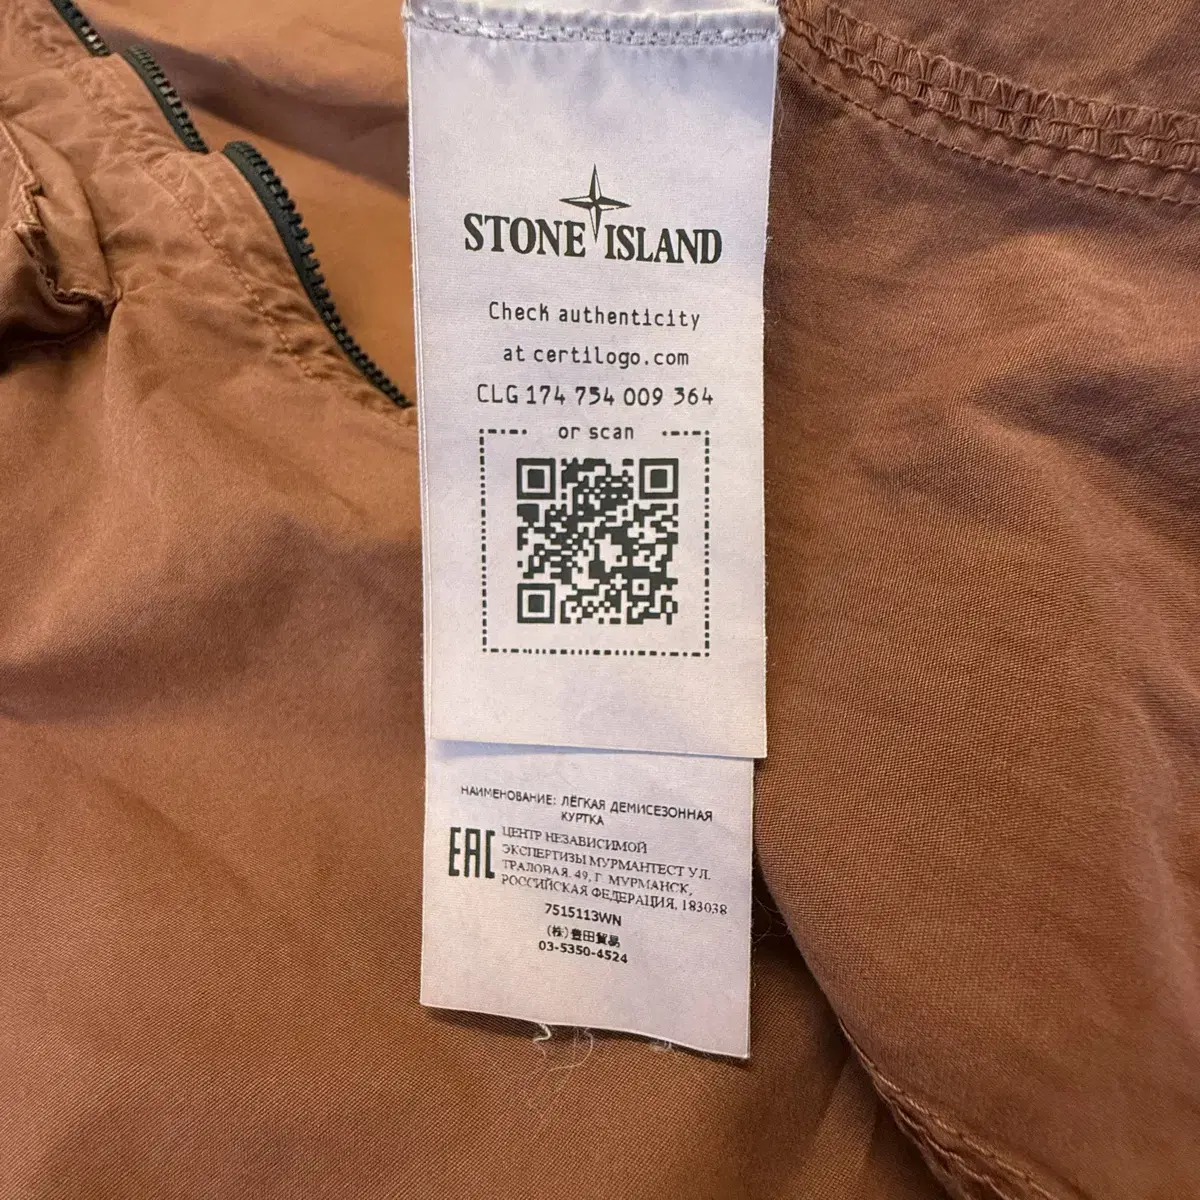 STONE ISLAND
Check authenticity
at certilogo.com
CLG 174 754 009 364
or scan
НАИМЕНОВАНИЕ: ЛЁГКАЯ ДЕМИСЕЗОННАЯ
КУРТКА
EAC
ЦЕНТР НЕЗАВИСИМОЙ
ЭКСПЕРТИЗЫ МУРМАНТЕСТ УЛ.
ТРАЛОВАЯ, 49, Г. МУРМАНСК,
РОССИЙСКАЯ ФЕДЕРАЦИЯ, 183038
7515113WN
(株)豊田貿易
03-5350-4524